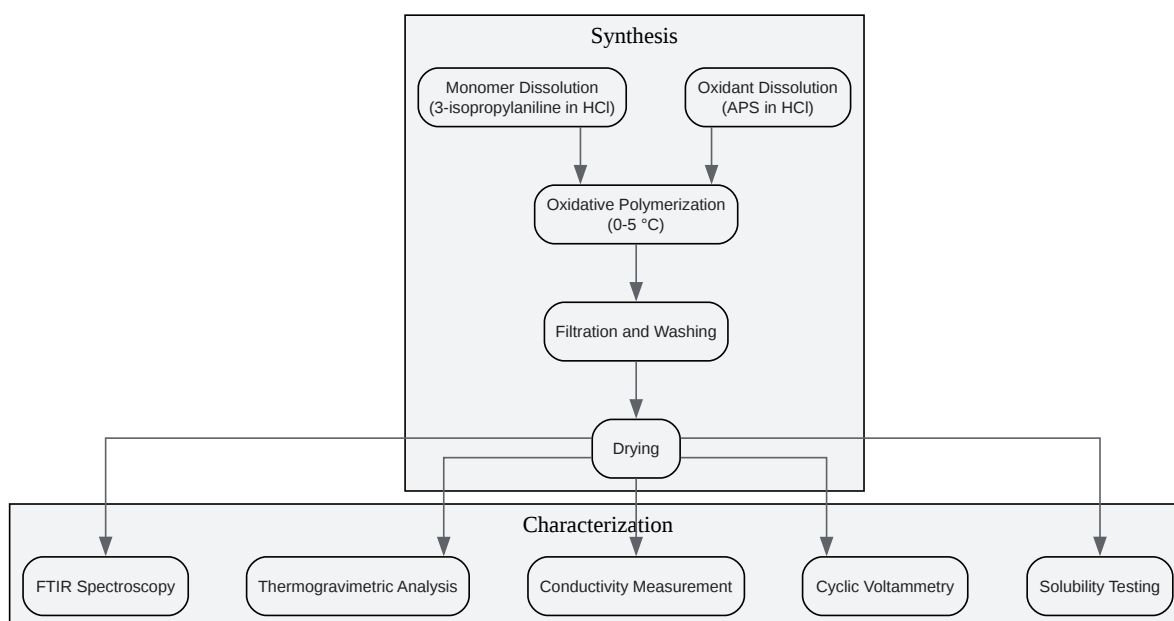 Synthesis
Monomer Dissolution
(3-isopropylaniline in HCl)
Oxidant Dissolution
(APS in HCl)
Oxidative Polymerization
(0-5 °C)
Filtration and Washing
Drying
Characterization
FTIR Spectroscopy
Thermogravimetric Analysis
Conductivity Measurement
Cyclic Voltammetry
Solubility Testing